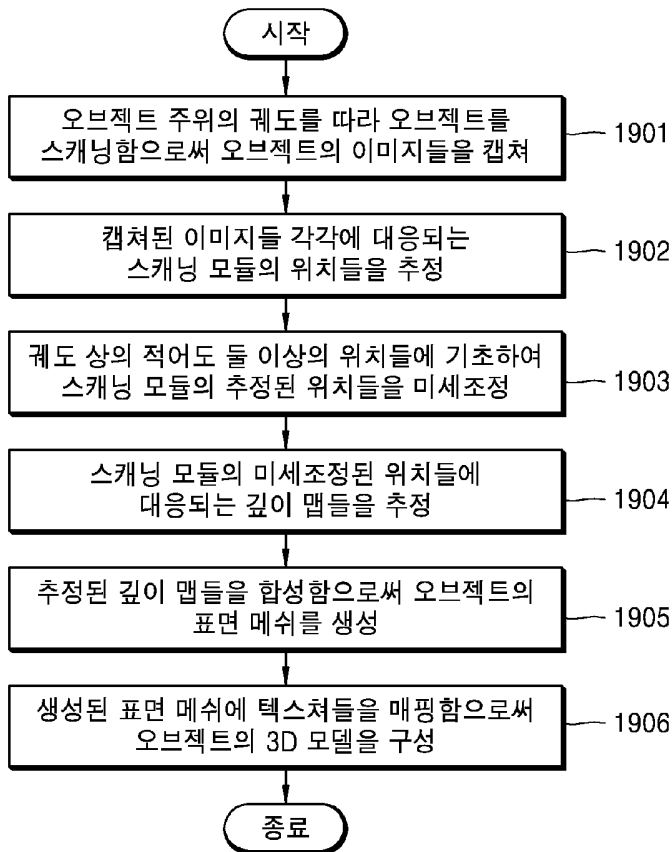 시작
오브젝트 주위의 궤도를 따라 오브젝트를
스캐닝함으로써 오브젝트의 이미지들을 캡쳐
1901
캡쳐된 이미지들 각각에 대응되는
스캐닝 모듈의 위치들을 추정
1902
궤도 상의 적어도 둘 이상의 위치들에 기초하여
스캐닝 모듈의 추정된 위치들을 미세조정
1903
스캐닝 모듈의 미세조정된 위치들에
대응되는 깊이 맵들을 추정
1904
추정된 깊이 맵들을 합성함으로써 오브젝트의
표면 메쉬를 생성
1905
생성된 표면 메쉬에 텍스쳐들을 매핑함으로써
오브젝트의 3D 모델을 구성
1906
종료